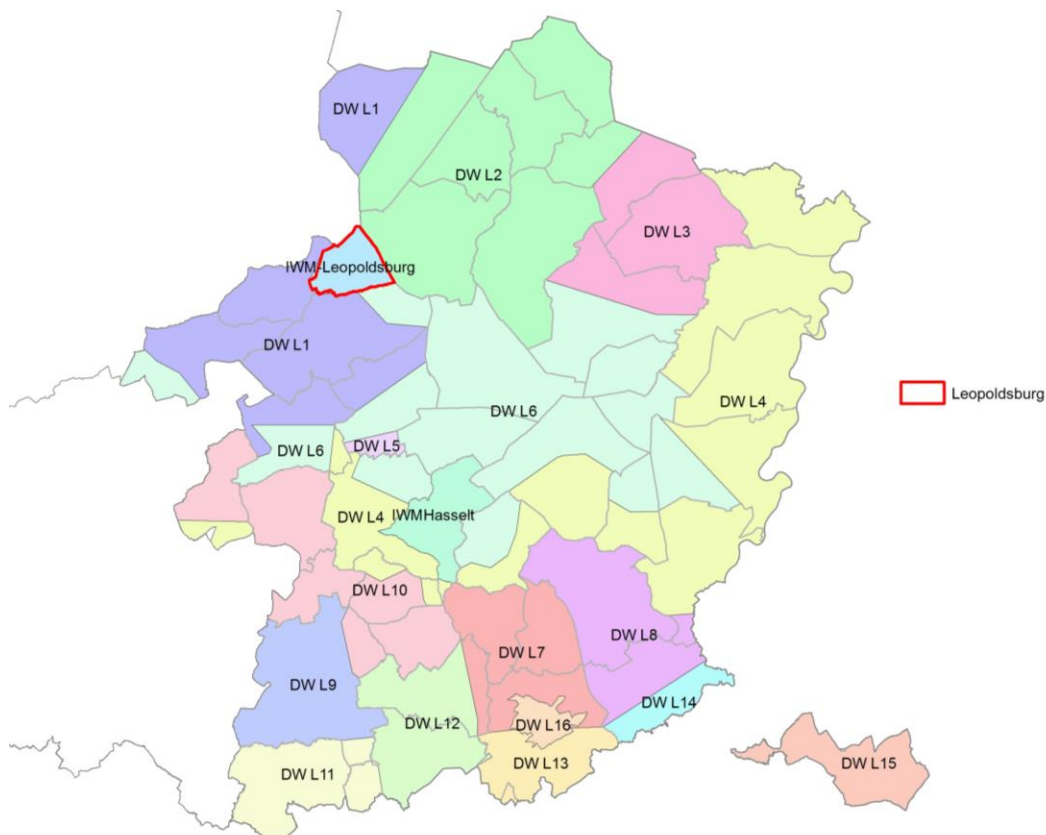 DW L1
DW L2
DW L3
IWM-Leopoldsburg
DW L1
Leopoldsburg
DW L4
DW L6
DW L5
DW L6
DW L4
IWMHasselt
DW L10
DW L8
DW L7
DW L9
DW L14
DW L12
DW L16
DW L13
DW L15
DW L11